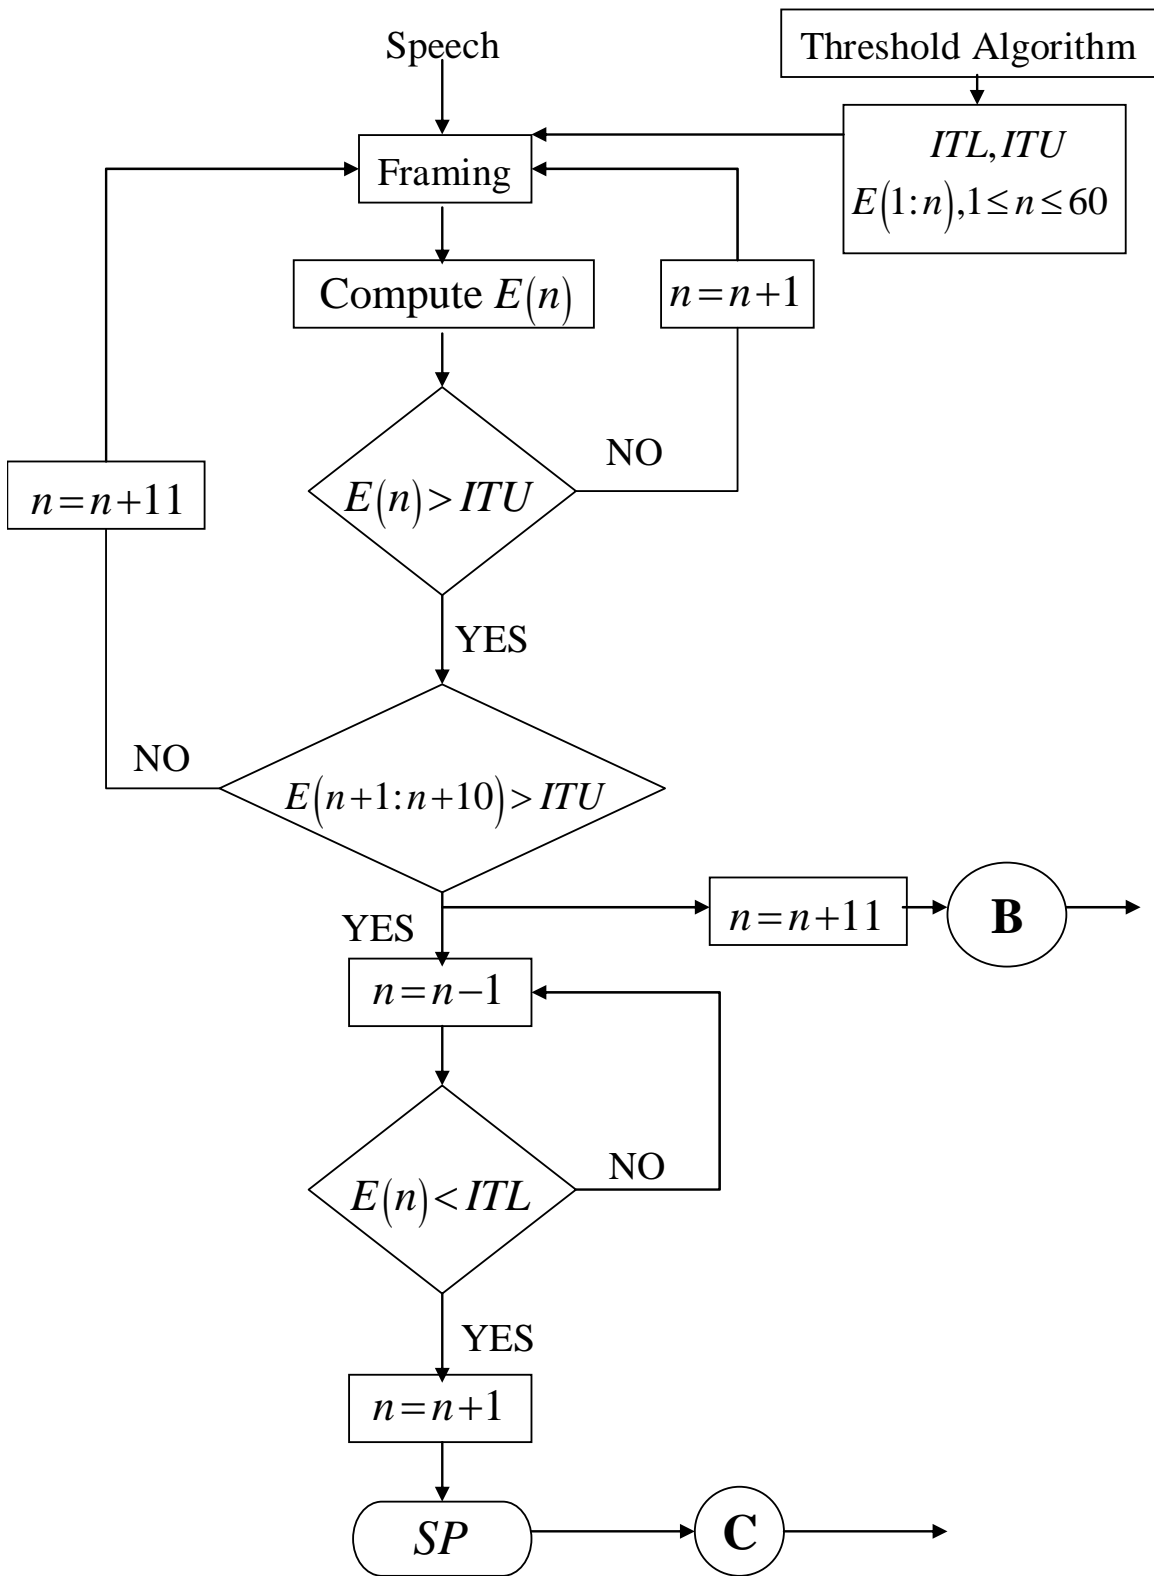 Speech
Threshold Algorithm
ITL, ITU
E(1:n), 1≤n≤60
Framing
Compute E(n)
n=n+1
NO
E(n)>ITU
n=n+11
YES
NO
E(n+1:n+10)>ITU
YES
n=n+11
B
n=n−1
NO
E(n)<ITL
YES
n=n+1
SP
C